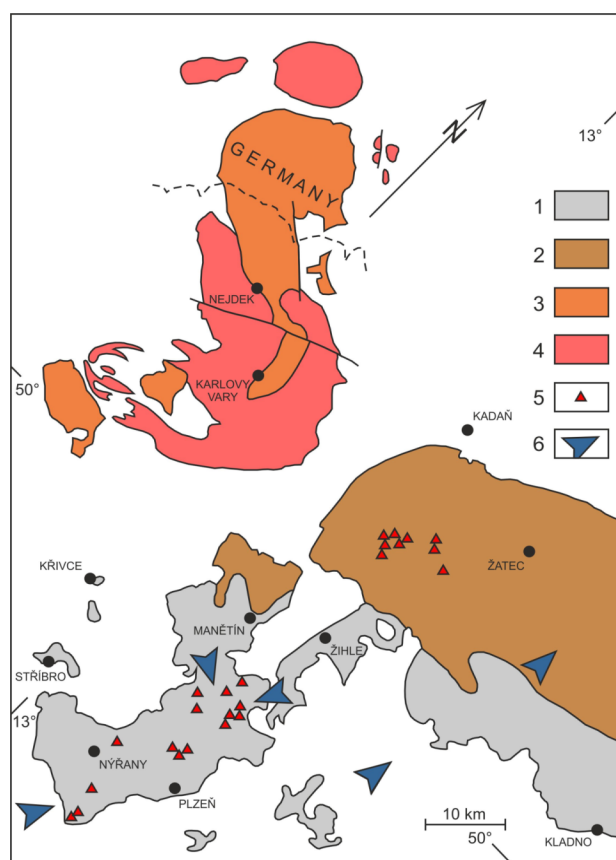 N
13°
GERMANY
1
2
3
4
5
6
NEJDEK
50°
KARLOVY
VARY
KADAŇ
ŽATEC
KŘIVCE
MANĚTÍN
ŽIHLE
STŘÍBRO
13°
NÝŘANY
PLZEŇ
10 km
50°
KLADNO